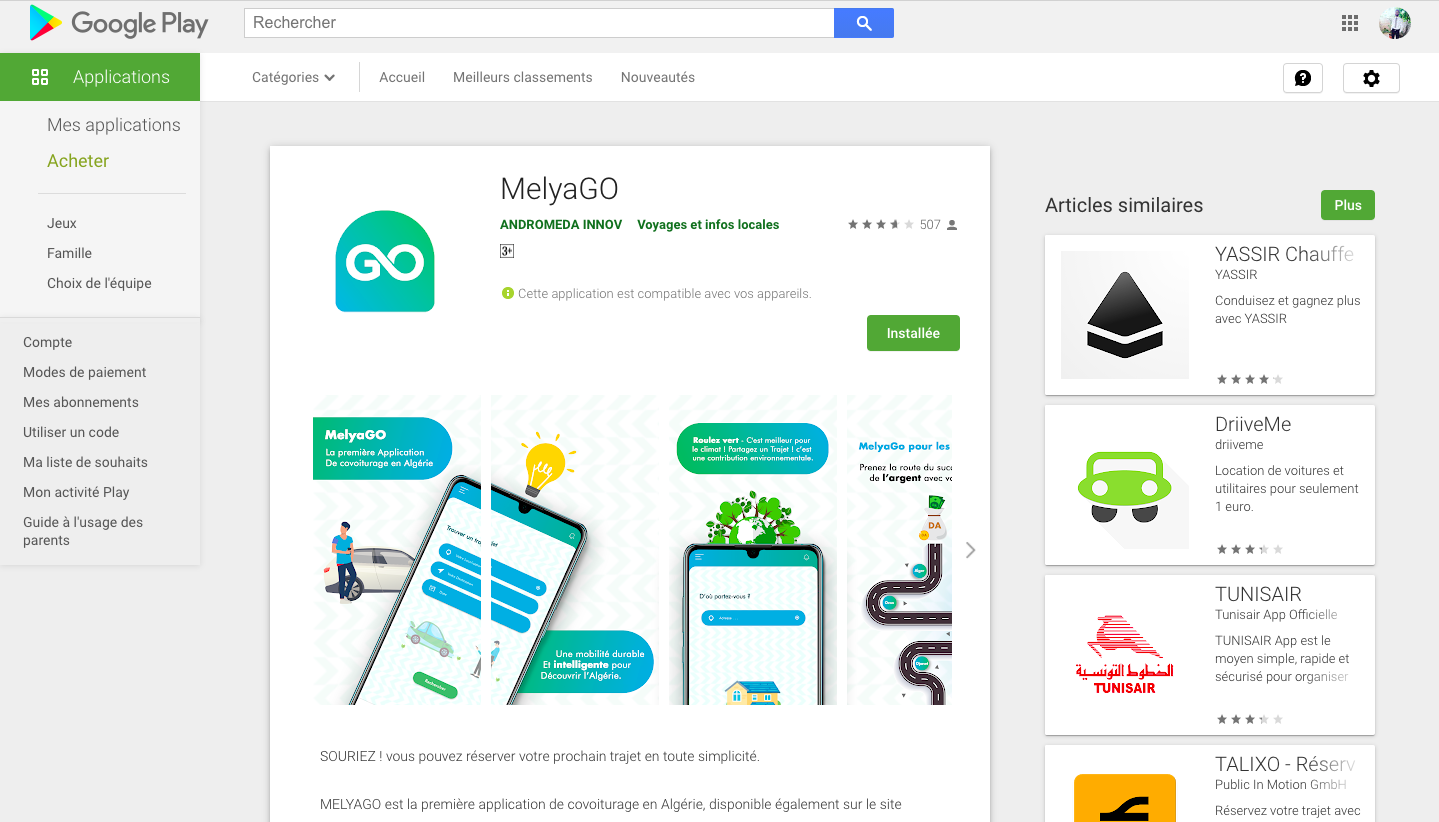 Google Play
Rechercher
Applications
Catégories
Accueil
Meilleurs classements
Nouveautés
Mes applications
Acheter
Jeux
Famille
Choix de l'équipe
Compte
Modes de paiement
Mes abonnements
Utiliser un code
Ma liste de souhaits
Mon activité Play
Guide à l'usage des
parents
GO
MelyaGO
ANDROMEDA INNOV
Voyages et infos locales
507
3+
Cette application est compatible avec vos appareils.
Installée
MelyaGO
La première Application
De covoiturage en Algérie
Trouver un trajet
Rechercher
Une mobilité durable
Et intelligente pour
Découvrir l'Algérie.
Roulez vert - C'est meilleur pour
le climat ! Partagez un Trajet ! c'est
une contribution environnementale.
D'où partez-vous ?
Adresse
MelyaGo pour les
Prenez la route du succ
de l'argent avec v
DA
SOURIEZ ! vous pouvez réserver votre prochain trajet en toute simplicité.
MELYAGO est la première application de covoiturage en Algérie, disponible également sur le site
Articles similaires
Plus
YASSIR Chauffe
YASSIR
Conduisez et gagnez plus
avec YASSIR
DriiveMe
driiveme
Location de voitures et
utilitaires pour seulement
1 euro.
الخطوط التونسية
TUNISAIR
TUNISAIR
Tunisair App Officielle
TUNISAIR App est le
moyen simple, rapide et
sécurisé pour organiser
TALIXO - Réserv
Public In Motion GmbH
Réservez votre trajet avec